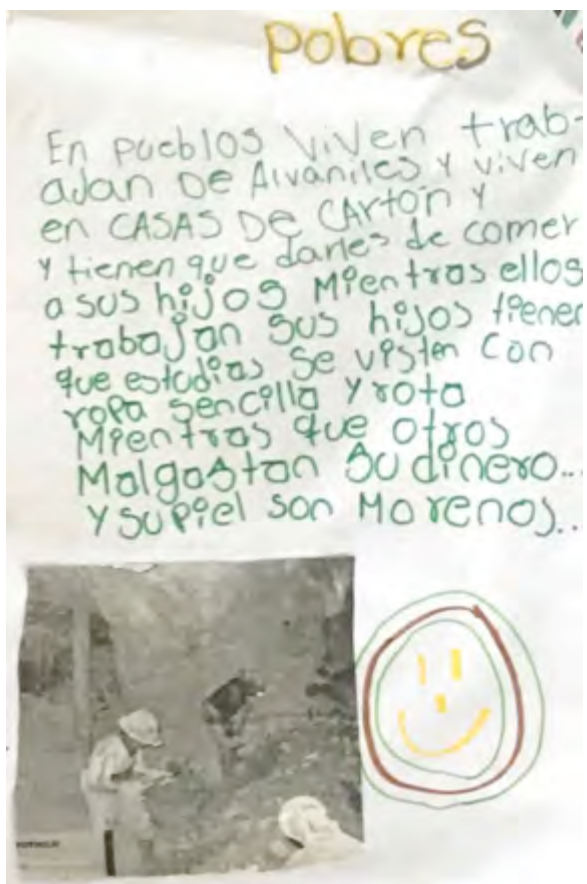 pobres
En pueblos viven trab-
ajan De Alvaniles y viven
en CASAS DE CArton y
y tienen que darles de comer
a sus hijos Mientras ellos
trabajan sus hijos tienen
que estudias se visten con
ropa sencilla y rota
Mientras que otros
Malgastan su dinero...
y su Piel son Morenos...